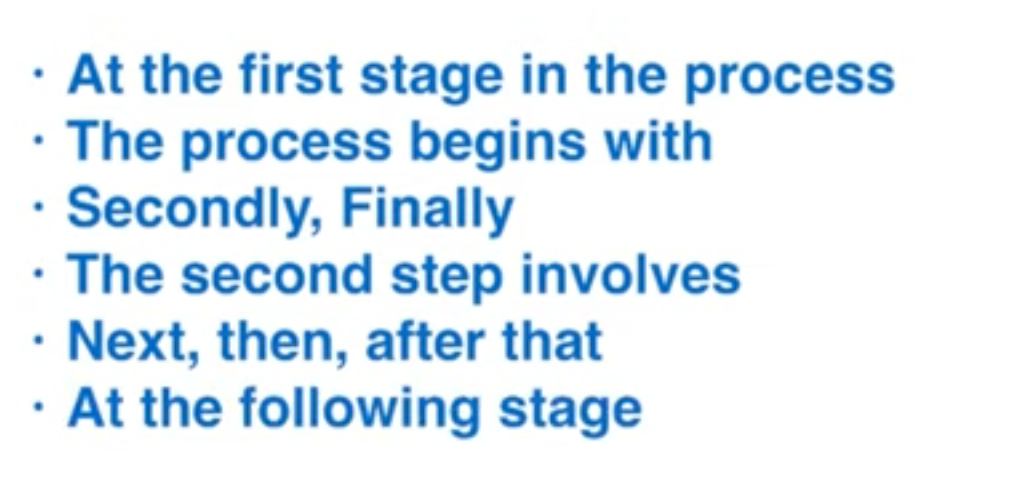 · At the first stage in the process
· The process begins with
· Secondly, Finally
· The second step involves
· Next, then, after that
· At the following stage